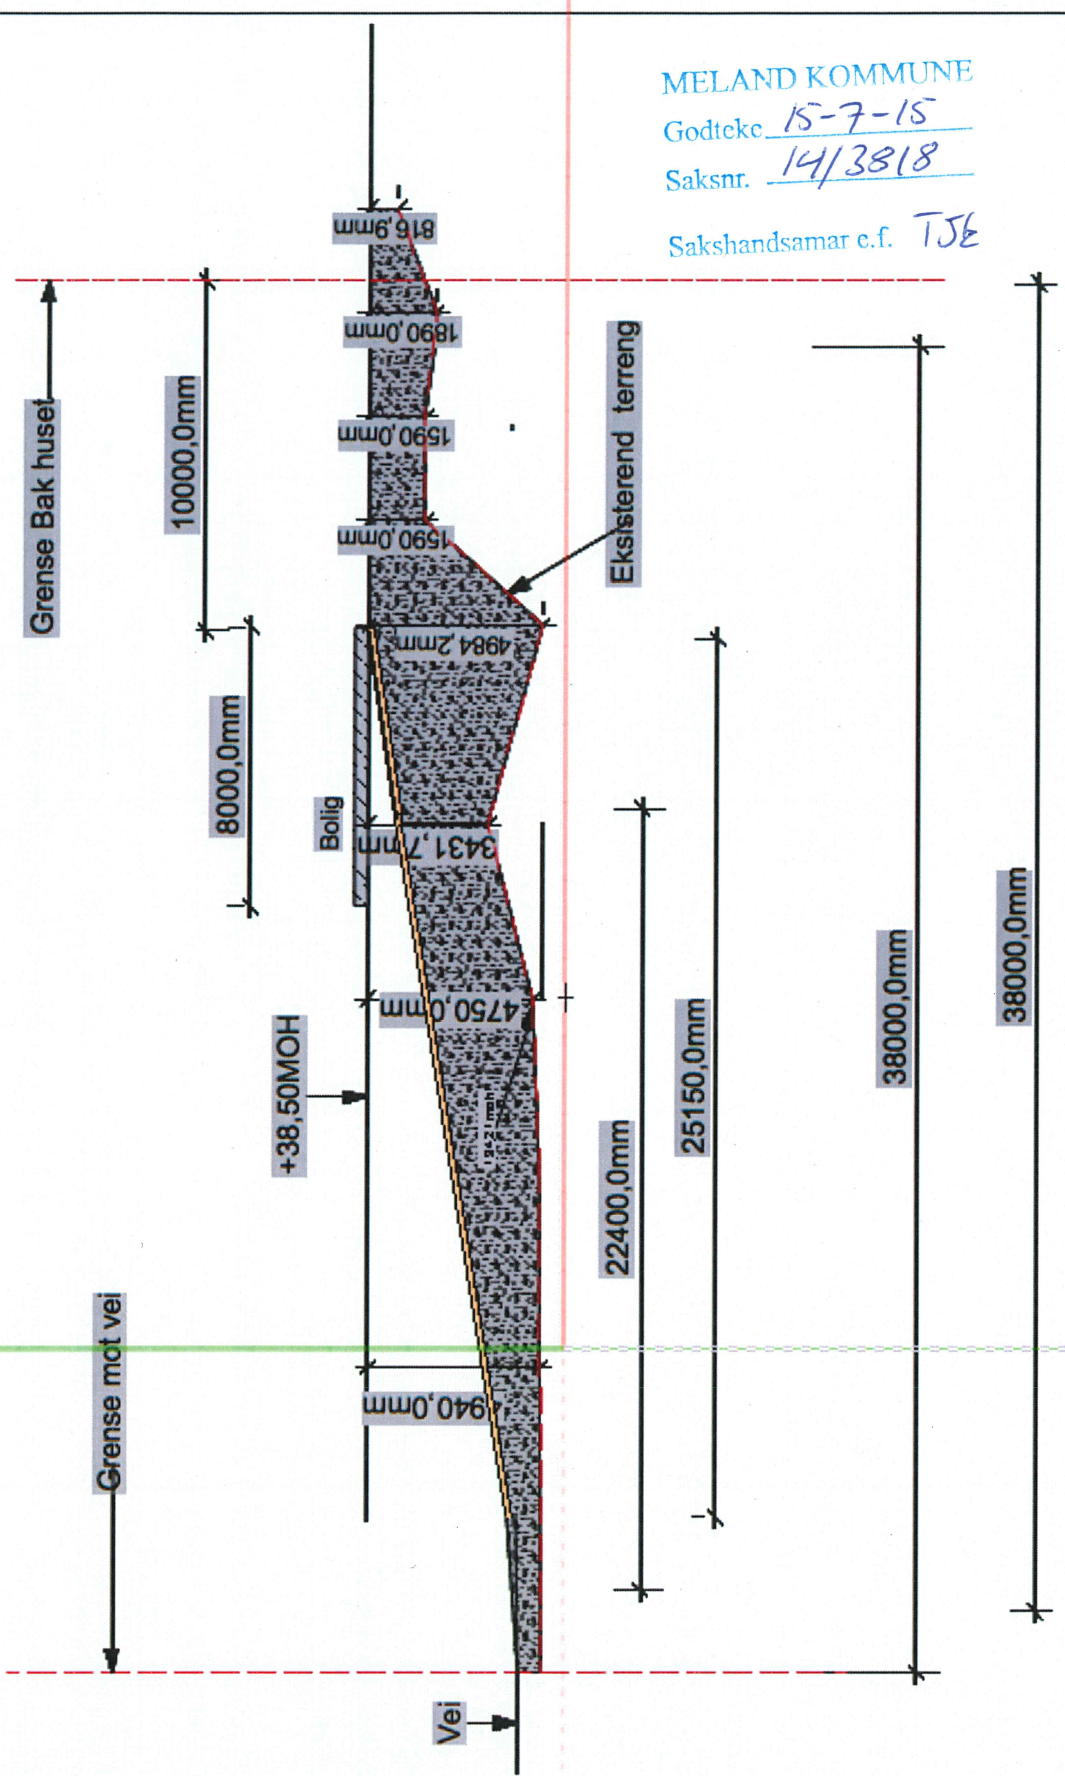 MELAND KOMMUNE
Godteke 15-7-15
Saksnr. 14/3818
Sakshandsamar e.f. TJE
Grense Bak huset
10000,0mm
8000,0mm
Bolig
+38,50MOH
Grense mot vei
Vei
816,9mm
1890,0mm
1590,0mm
1590,0mm
4984,2mm
3431,7mm
4750,0mm
4940,0mm
Eksisterend terreng
22400,0mm
25150,0mm
38000,0mm
38000,0mm